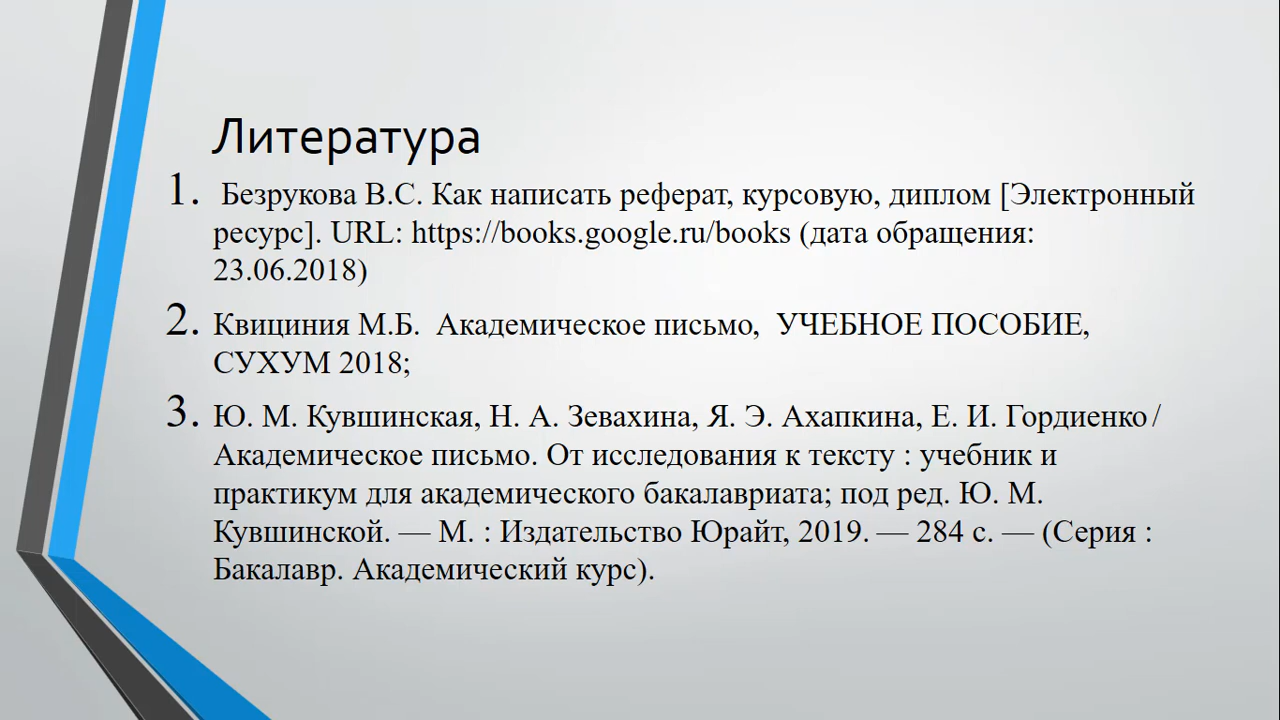 Литература
1. Безрукова В.С. Как написать реферат, курсовую, диплом [Электронный
ресурс]. URL: https://books.google.ru/books (дата обращения:
23.06.2018)
2. Квициния М.Б. Академическое письмо, УЧЕБНОЕ ПОСОБИЕ,
СУХУМ 2018;
3. Ю. М. Кувшинская, Н. А. Зевахина, Я. Э. Ахапкина, Е. И. Гордиенко/
Академическое письмо. От исследования к тексту : учебник и
практикум для академического бакалавриата; под ред. Ю. М.
Кувшинской. — М. : Издательство Юрайт, 2019. — 284 с. — (Серия :
Бакалавр. Академический курс).